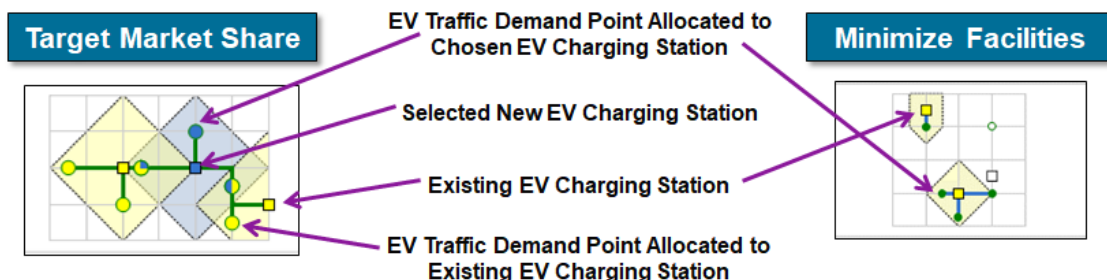 Target Market Share
EV Traffic Demand Point Allocated to
Chosen EV Charging Station
Minimize Facilities
Selected New EV Charging Station
Existing EV Charging Station
EV Traffic Demand Point Allocated to
Existing EV Charging Station